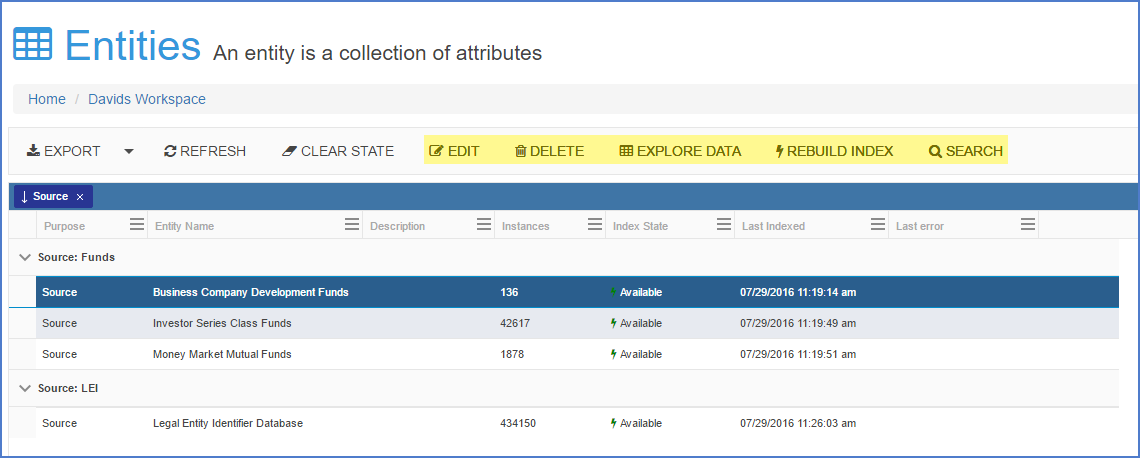 Entities An entity is a collection of attributes
Home / Davids Workspace
EXPORT REFRESH CLEAR STATE EDIT DELETE EXPLORE DATA REBUILD INDEX SEARCH
↓ Source ×
Purpose Entity Name Description Instances Index State Last Indexed Last error
Source: Funds
Source Business Company Development Funds 136 Available 07/29/2016 11:19:14 am
Source Investor Series Class Funds 42617 Available 07/29/2016 11:19:49 am
Source Money Market Mutual Funds 1878 Available 07/29/2016 11:19:51 am
Source: LEI
Source Legal Entity Identifier Database 434150 Available 07/29/2016 11:26:03 am